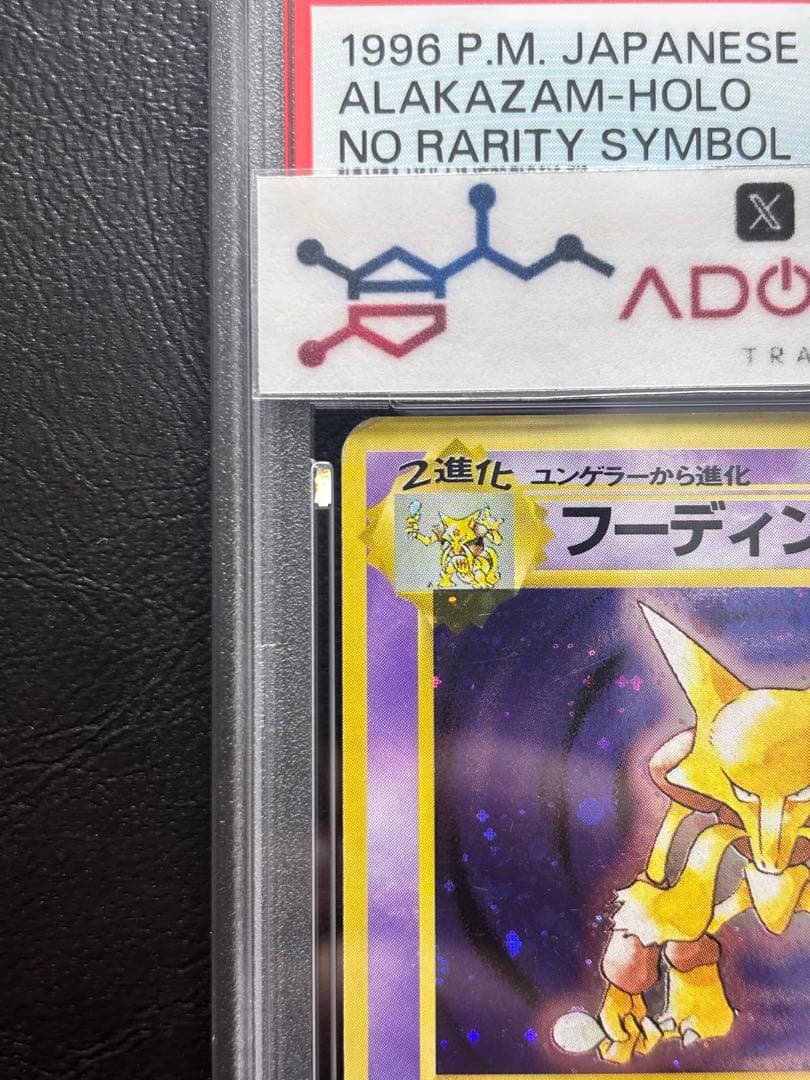 1996 P.M. JAPANESE
ALAKAZAM-HOLO
NO RARITY SYMBOL
X
ADO
TRA
2進化 ユンゲラーから進化
フーディン